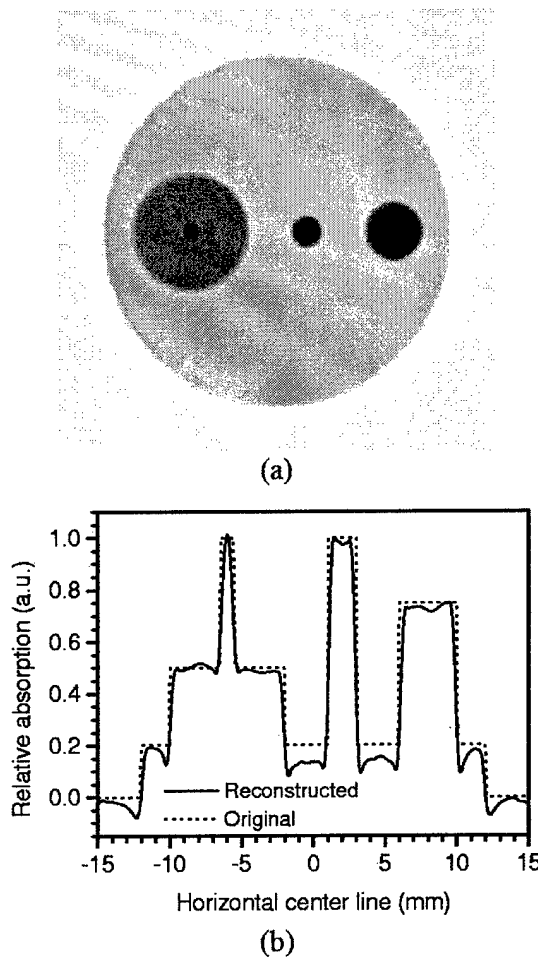 (a)
Relative absorption (a.u.)
1.0
0.8
0.6
0.4
0.2
0.0
Reconstructed
Original
-15 -10 -5 0 5 10 15
Horizontal center line (mm)
(b)